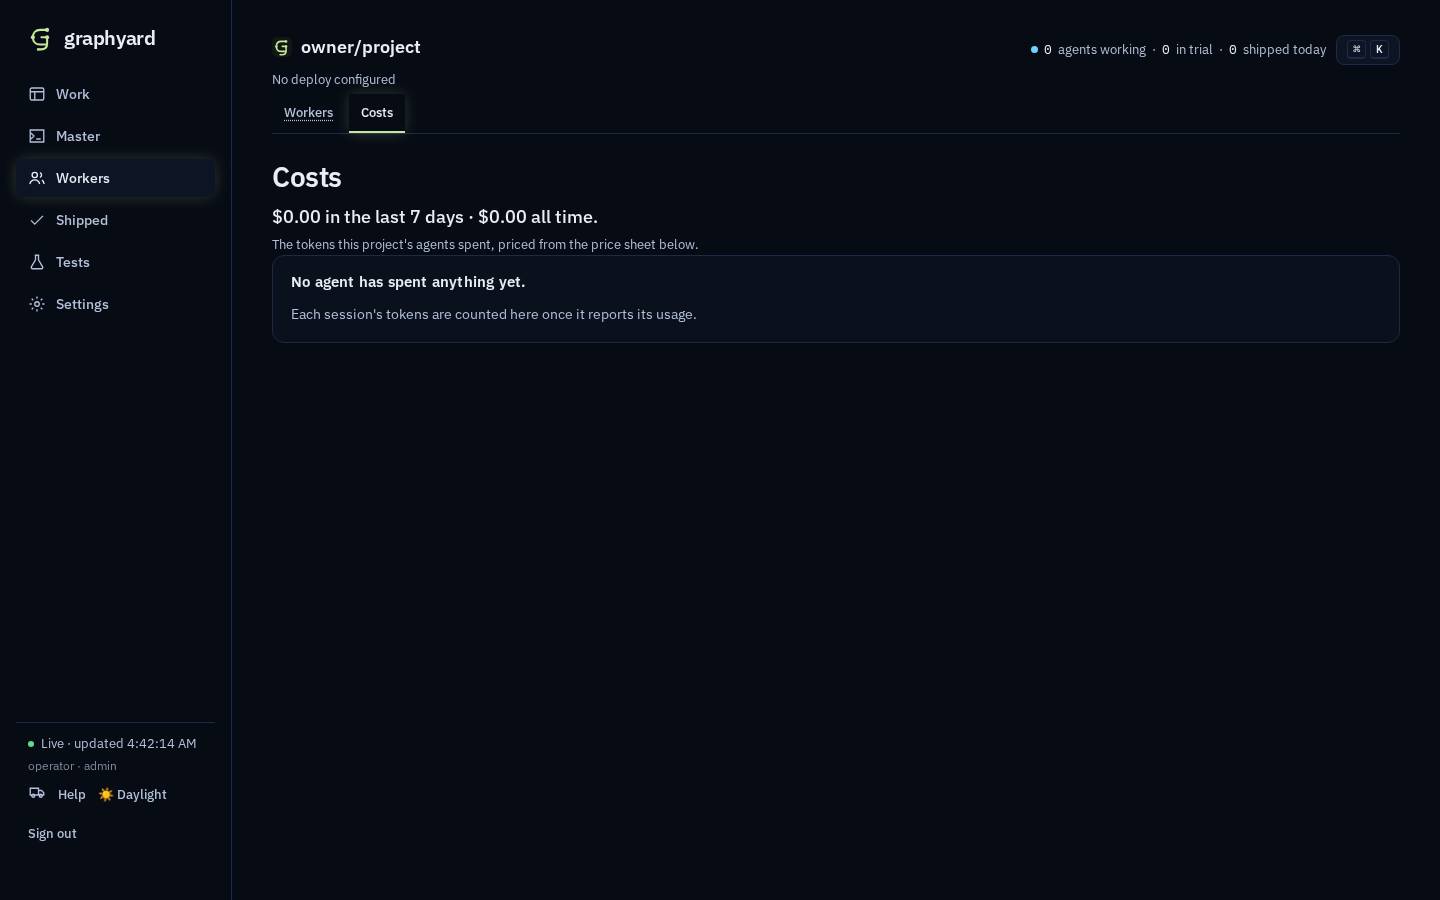 graphyard
Work
Master
Workers
Shipped
Tests
Settings
Live · updated 4:42:14 AM
operator · admin
Help ☀️ Daylight
Sign out
owner/project
0 agents working · 0 in trial · 0 shipped today ⌘ K
No deploy configured
Workers Costs
Costs
$0.00 in the last 7 days · $0.00 all time.
The tokens this project's agents spent, priced from the price sheet below.
No agent has spent anything yet.
Each session's tokens are counted here once it reports its usage.